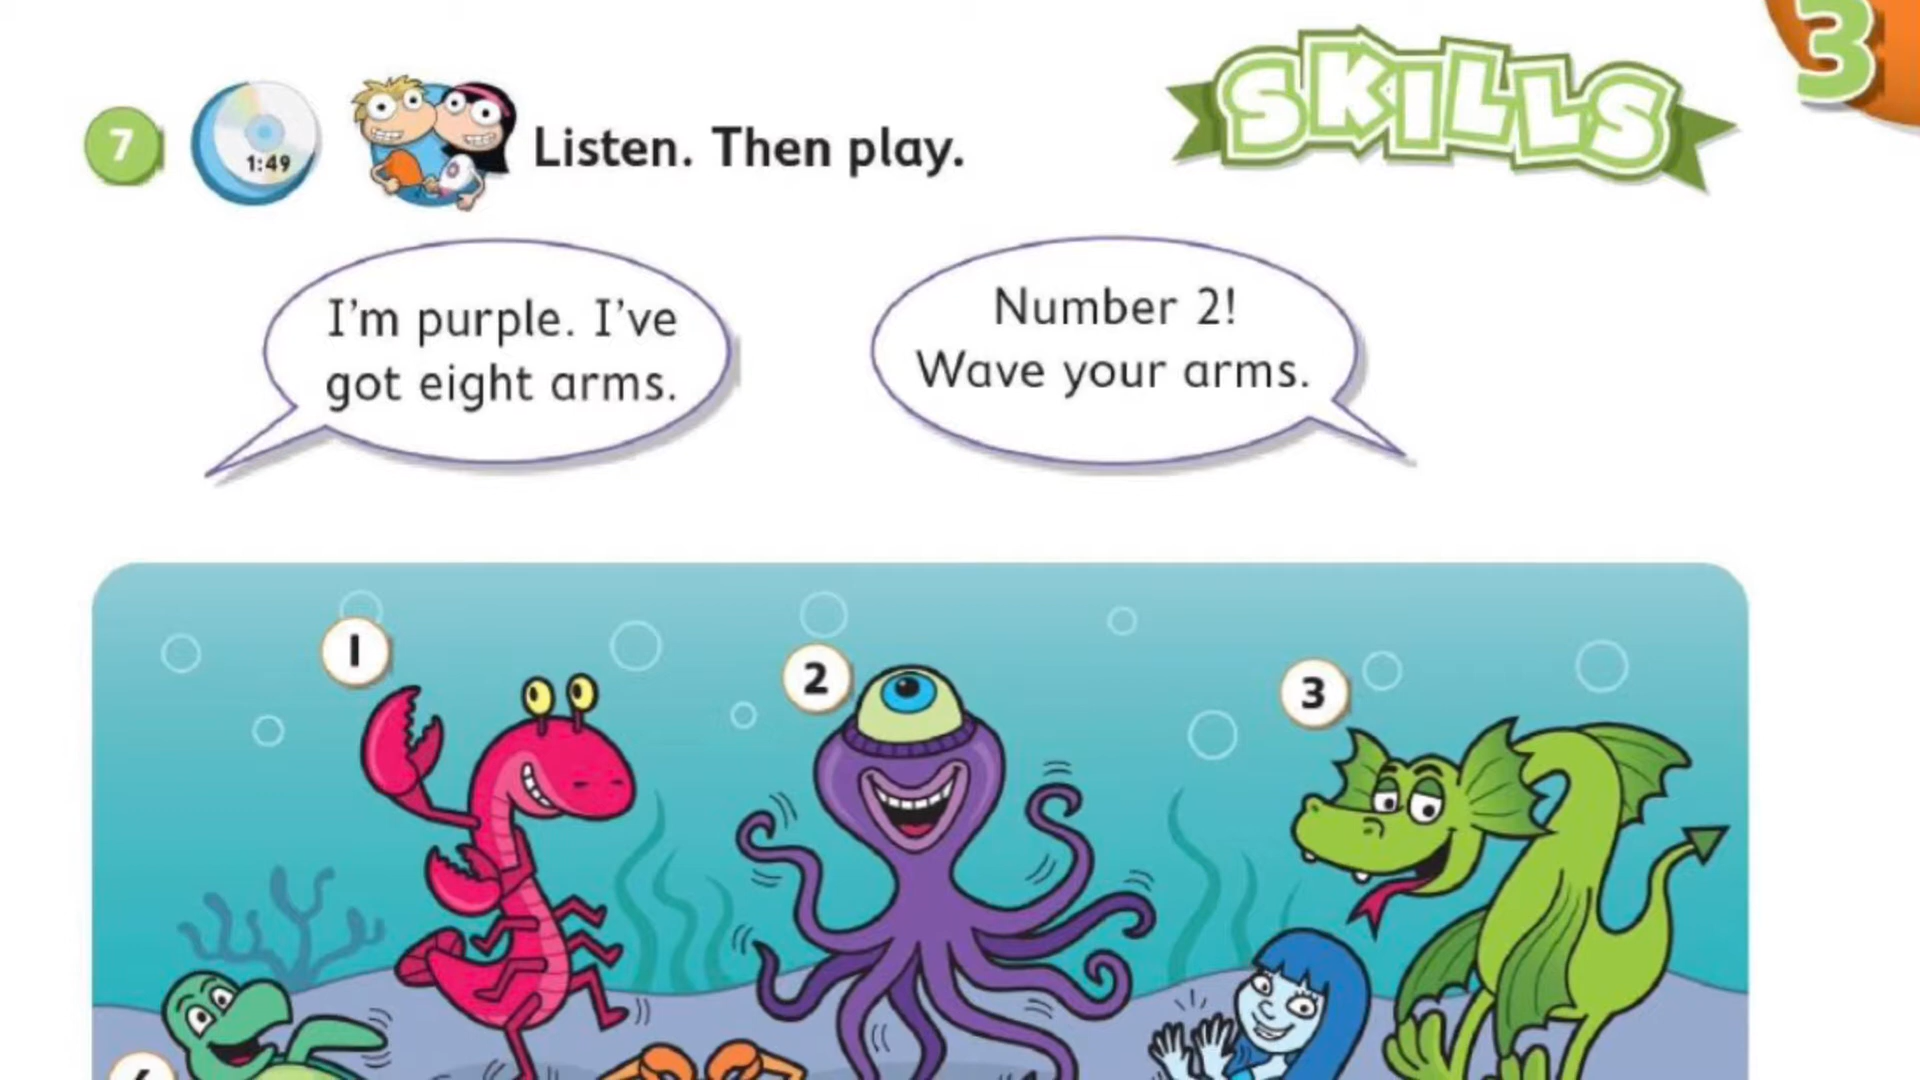 3
SKILLS
7
1:49
Listen. Then play.
I'm purple. I've
got eight arms.
Number 2!
Wave your arms.
1
2
3